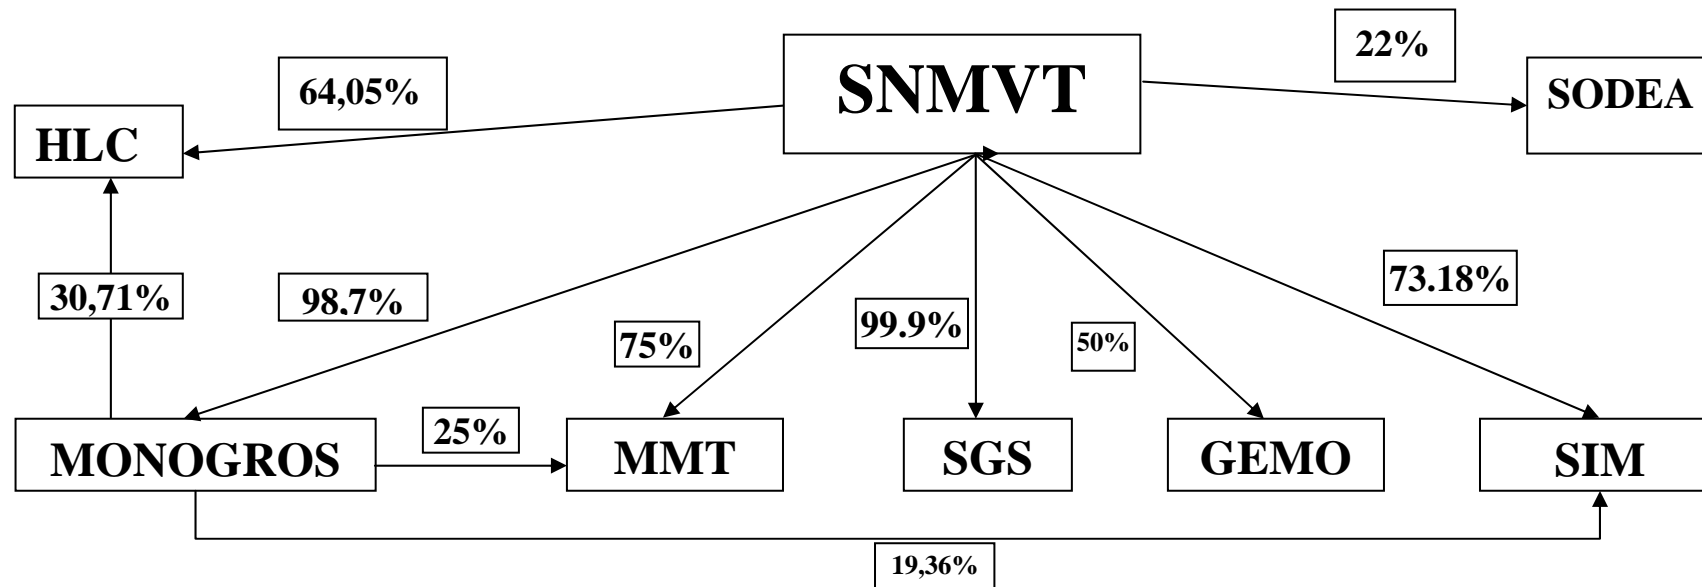 SNMVT
22%
SODEA
64,05%
HLC
30,71%
98,7%
75%
99.9%
50%
73.18%
MONOGROS
25%
MMT
SGS
GEMO
SIM
19,36%